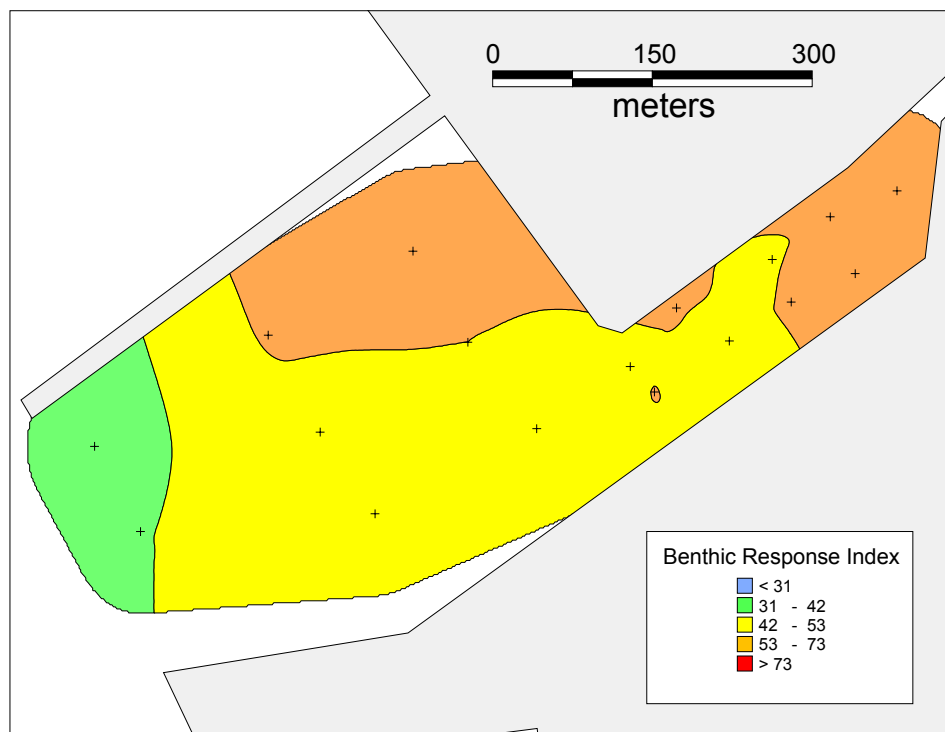 0 150 300
meters
Benthic Response Index
< 31
31 - 42
42 - 53
53 - 73
> 73